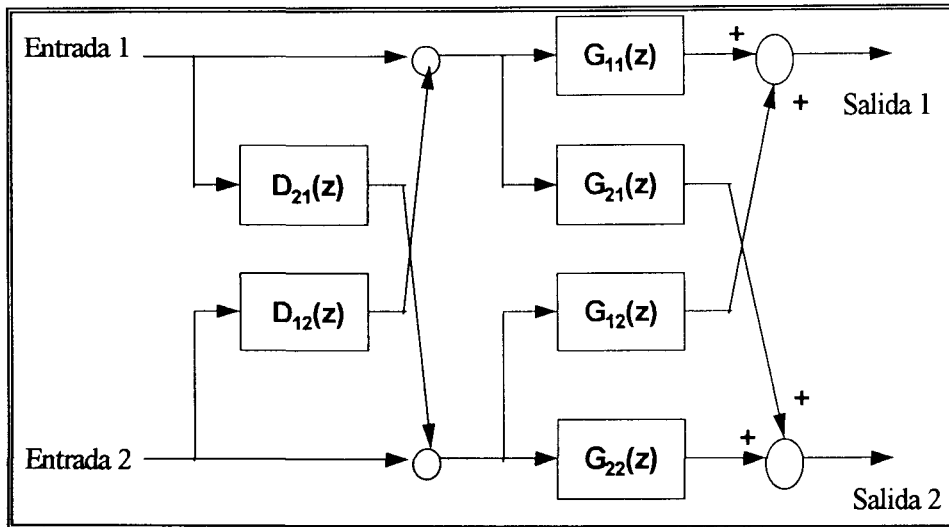 Entrada 1
G11(z)
+
+
Salida 1
D21(z)
G21(z)
D12(z)
G12(z)
+
Entrada 2
G22(z)
+
Salida 2